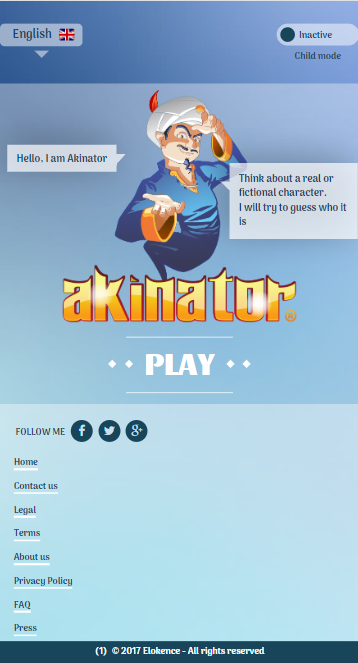 English
Inactive
Child mode
Hello, I am Akinator
Think about a real or
fictional character.
I will try to guess who it
is
akinator®
PLAY
FOLLOW ME
Home
Contact us
Legal
Terms
About us
Privacy Policy
FAQ
Press
(1) © 2017 Elokence - All rights reserved